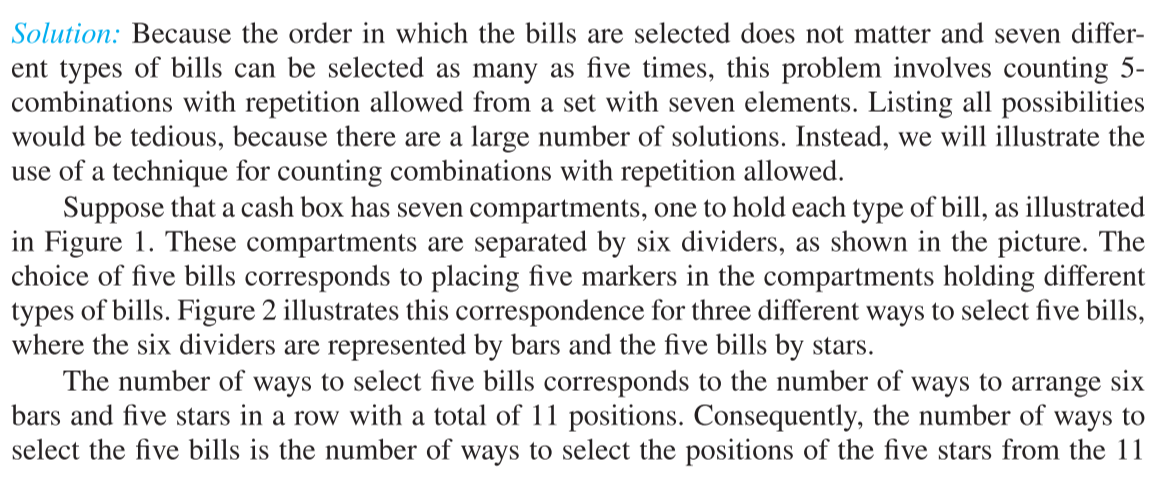 Solution: Because the order in which the bills are selected does not matter and seven differ-
ent types of bills can be selected as many as five times, this problem involves counting 5-
combinations with repetition allowed from a set with seven elements. Listing all possibilities
would be tedious, because there are a large number of solutions. Instead, we will illustrate the
use of a technique for counting combinations with repetition allowed.
Suppose that a cash box has seven compartments, one to hold each type of bill, as illustrated
in Figure 1. These compartments are separated by six dividers, as shown in the picture. The
choice of five bills corresponds to placing five markers in the compartments holding different
types of bills. Figure 2 illustrates this correspondence for three different ways to select five bills,
where the six dividers are represented by bars and the five bills by stars.
The number of ways to select five bills corresponds to the number of ways to arrange six
bars and five stars in a row with a total of 11 positions. Consequently, the number of ways to
select the five bills is the number of ways to select the positions of the five stars from the 11